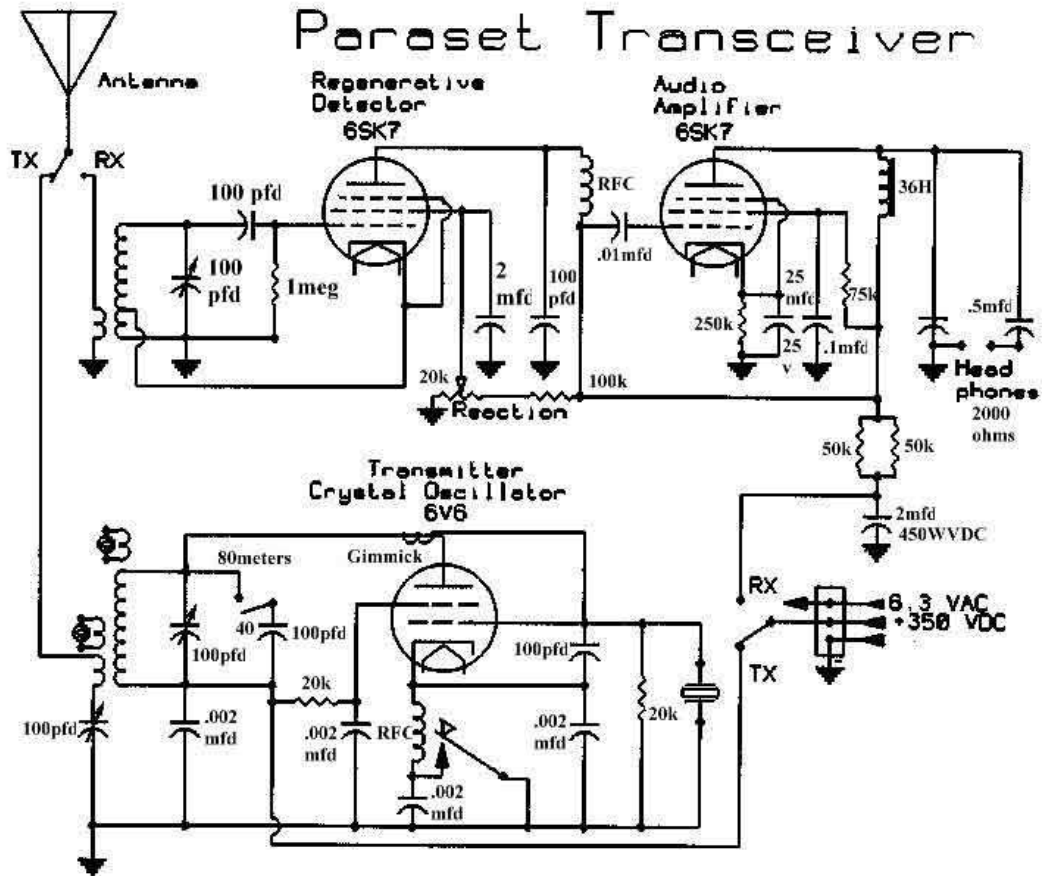 Paraset Transceiver
Antenna
Regenerative
Detector
6SK7
Audio
Amplifier
6SK7
TX
RX
100 pfd
RFC
36H
.01mfd
100
pfd
1meg
2
mfd
100
pfd
25
mfd
75k
250k
25
v
.1mfd
.5mfd
Head
phones
2000
ohms
20k
Reaction
100k
50k
50k
Transmitter
Crystal Oscillator
6V6
2mfd
450WVDC
80meters
Gimmick
RX
6.3 VAC
+350 VDC
40
100pfd
100pfd
100pfd
TX
20k
20k
100pfd
.002
mfd
.002
mfd
RFC
.002
mfd
.002
mfd